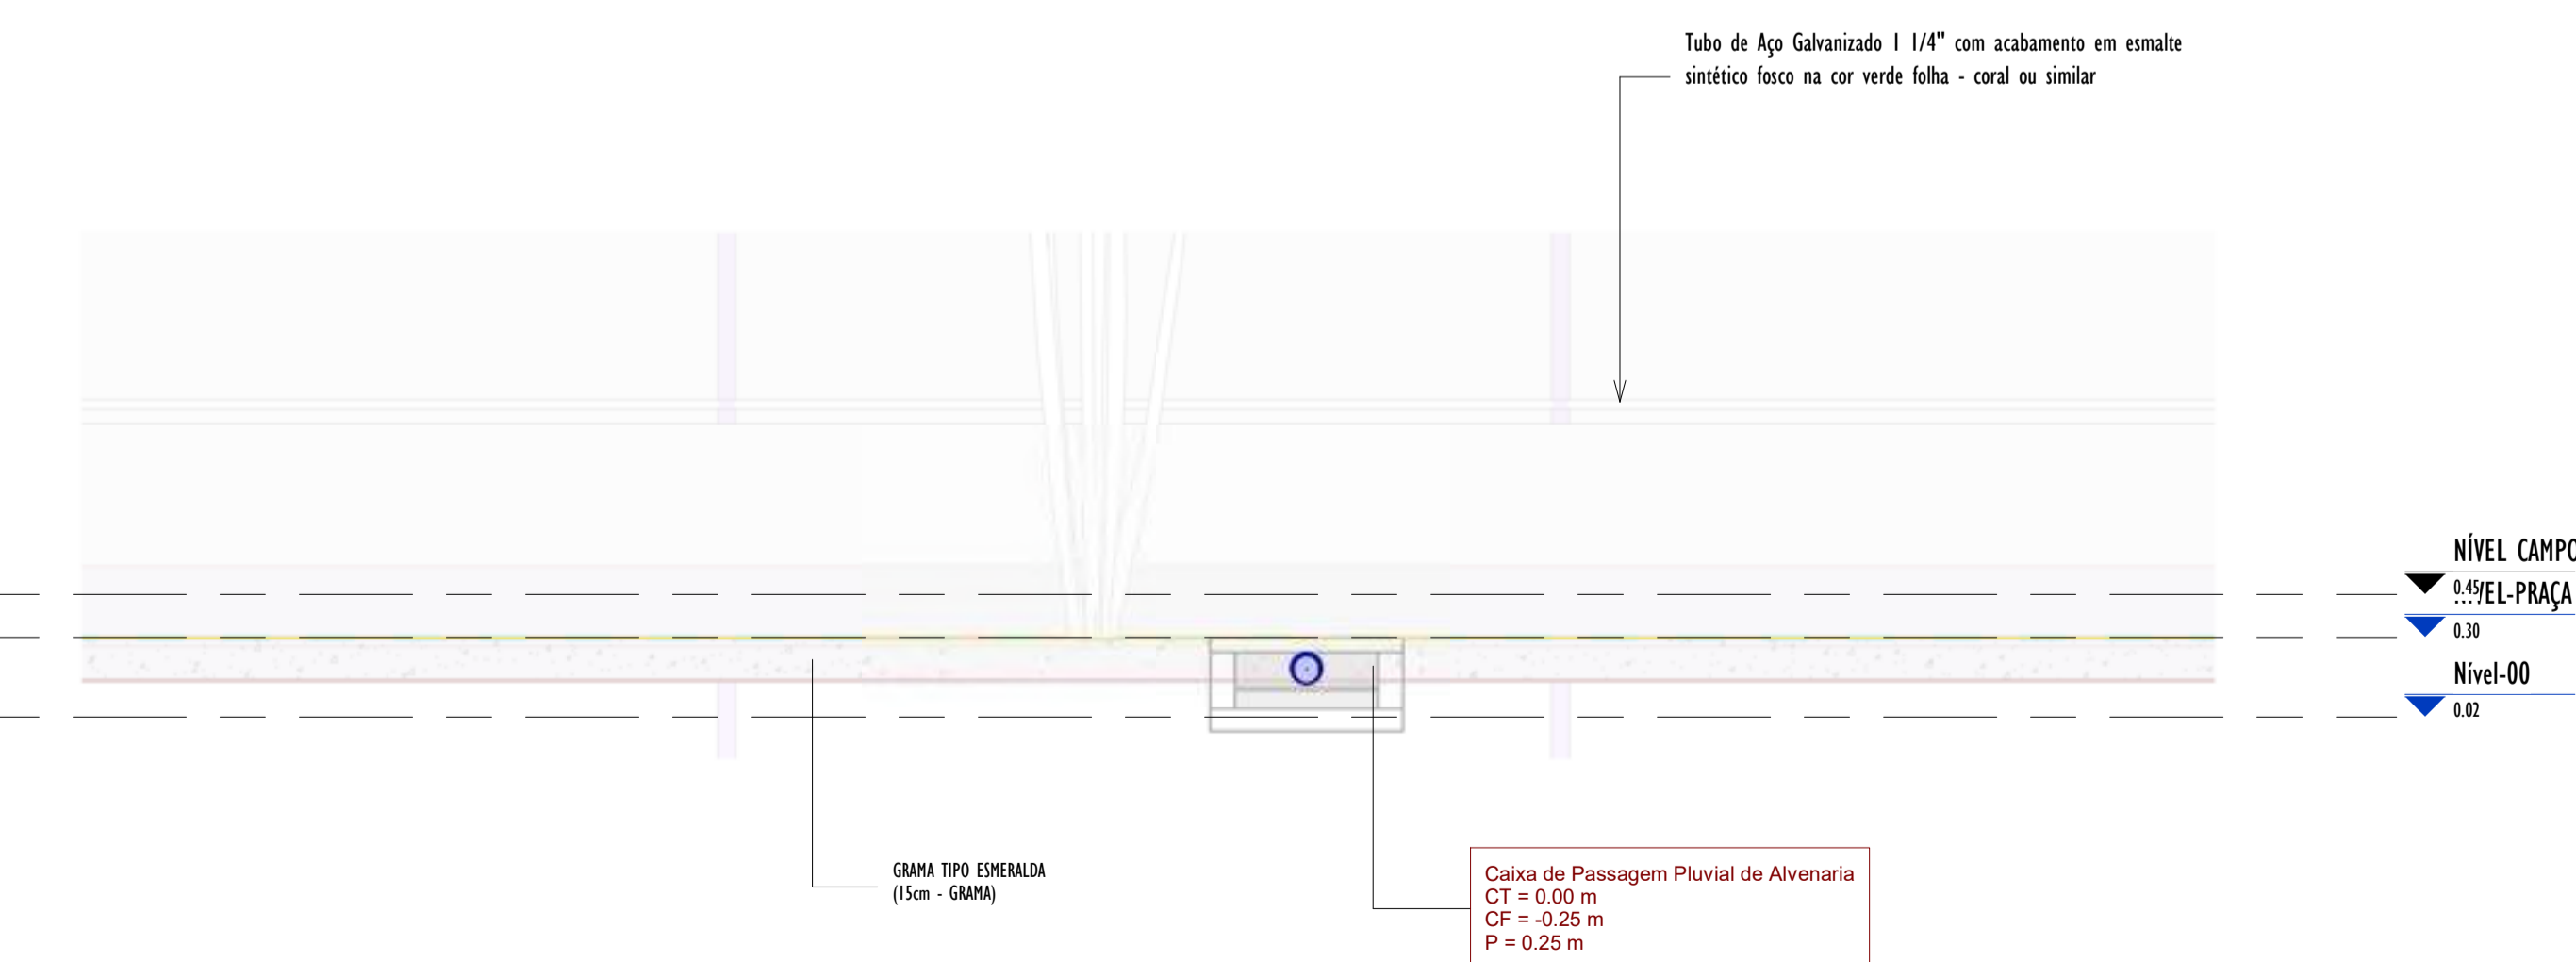 Tubo de Aço Galvanizado 1 1/4" com acabamento em esmalte
sintético fosco na cor verde folha - coral ou similar
NÍVEL CAMPO
0.45
...VEL-PRAÇA
0.30
Nível-00
0.02
GRAMA TIPO ESMERALDA
(15cm - GRAMA)
Caixa de Passagem Pluvial de Alvenaria
CT = 0.00 m
CF = -0.25 m
P = 0.25 m